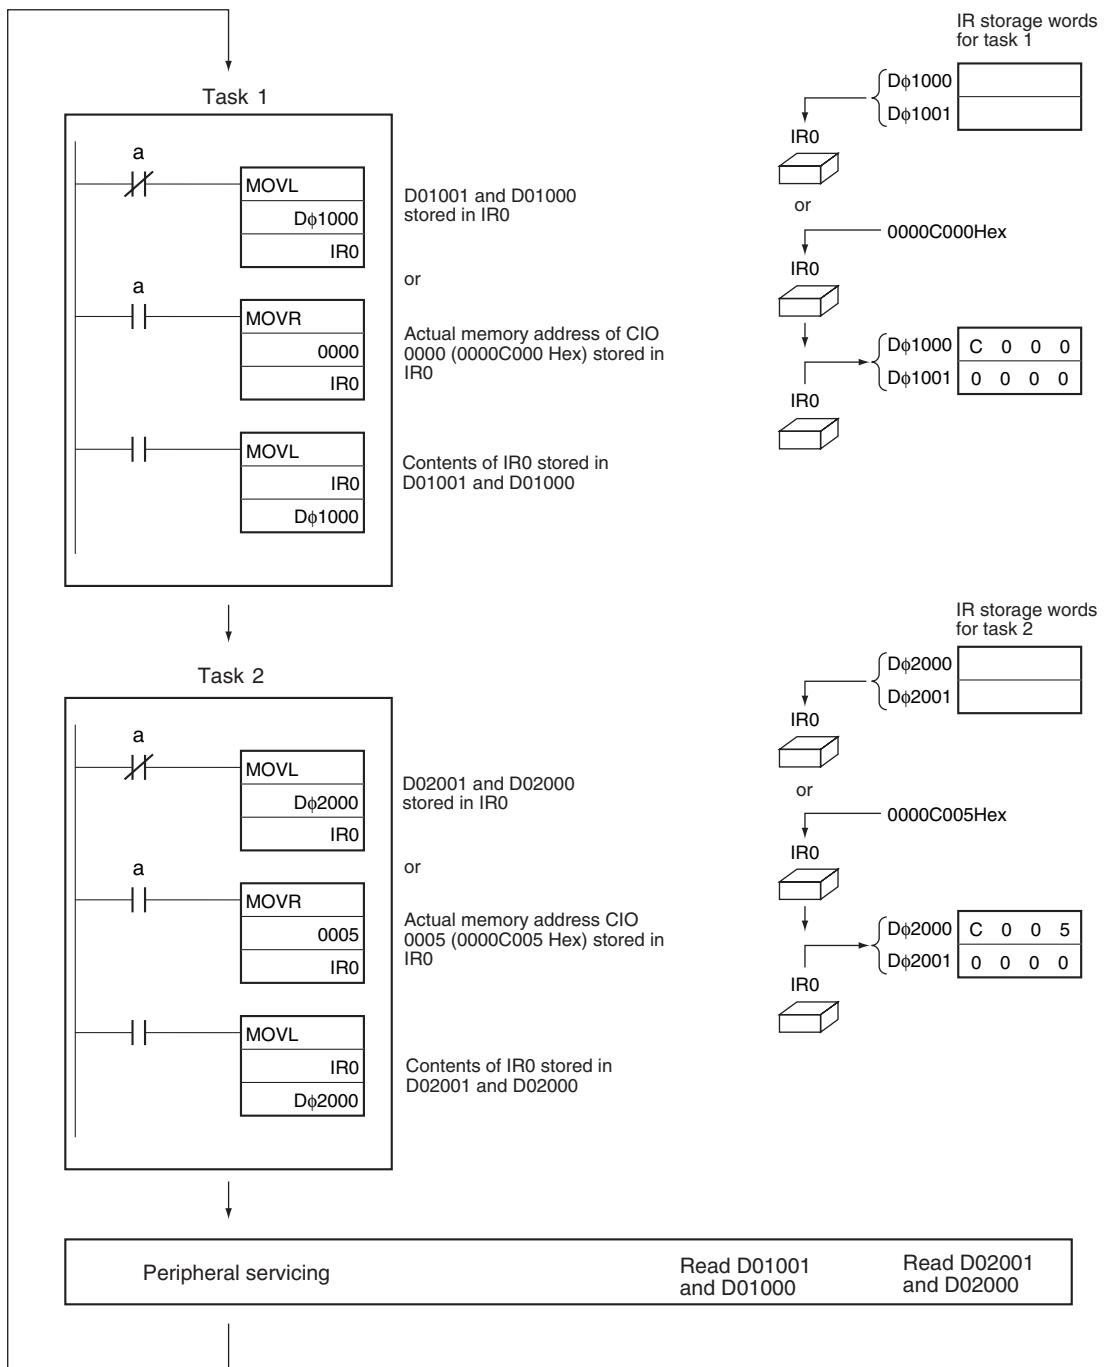 IR storage words
for task 1
Task 1
Dϕ1000
Dϕ1001
IR0
a
MOVL
Dϕ1000
IR0
D01001 and D01000
stored in IR0
or
0000C000Hex
IR0
or
a
MOVR
0000
IR0
Actual memory address of CIO
0000 (0000C000 Hex) stored in
IR0
Dϕ1000 C 0 0 0
Dϕ1001 0 0 0 0
IR0
MOVL
IR0
Dϕ1000
Contents of IR0 stored in
D01001 and D01000
IR storage words
for task 2
Task 2
Dϕ2000
Dϕ2001
IR0
a
MOVL
Dϕ2000
IR0
D02001 and D02000
stored in IR0
or
0000C005Hex
IR0
or
a
MOVR
0005
IR0
Actual memory address CIO
0005 (0000C005 Hex) stored in
IR0
Dϕ2000 C 0 0 5
Dϕ2001 0 0 0 0
IR0
MOVL
IR0
Dϕ2000
Contents of IR0 stored in
D02001 and D02000
Peripheral servicing
Read D01001
and D01000
Read D02001
and D02000